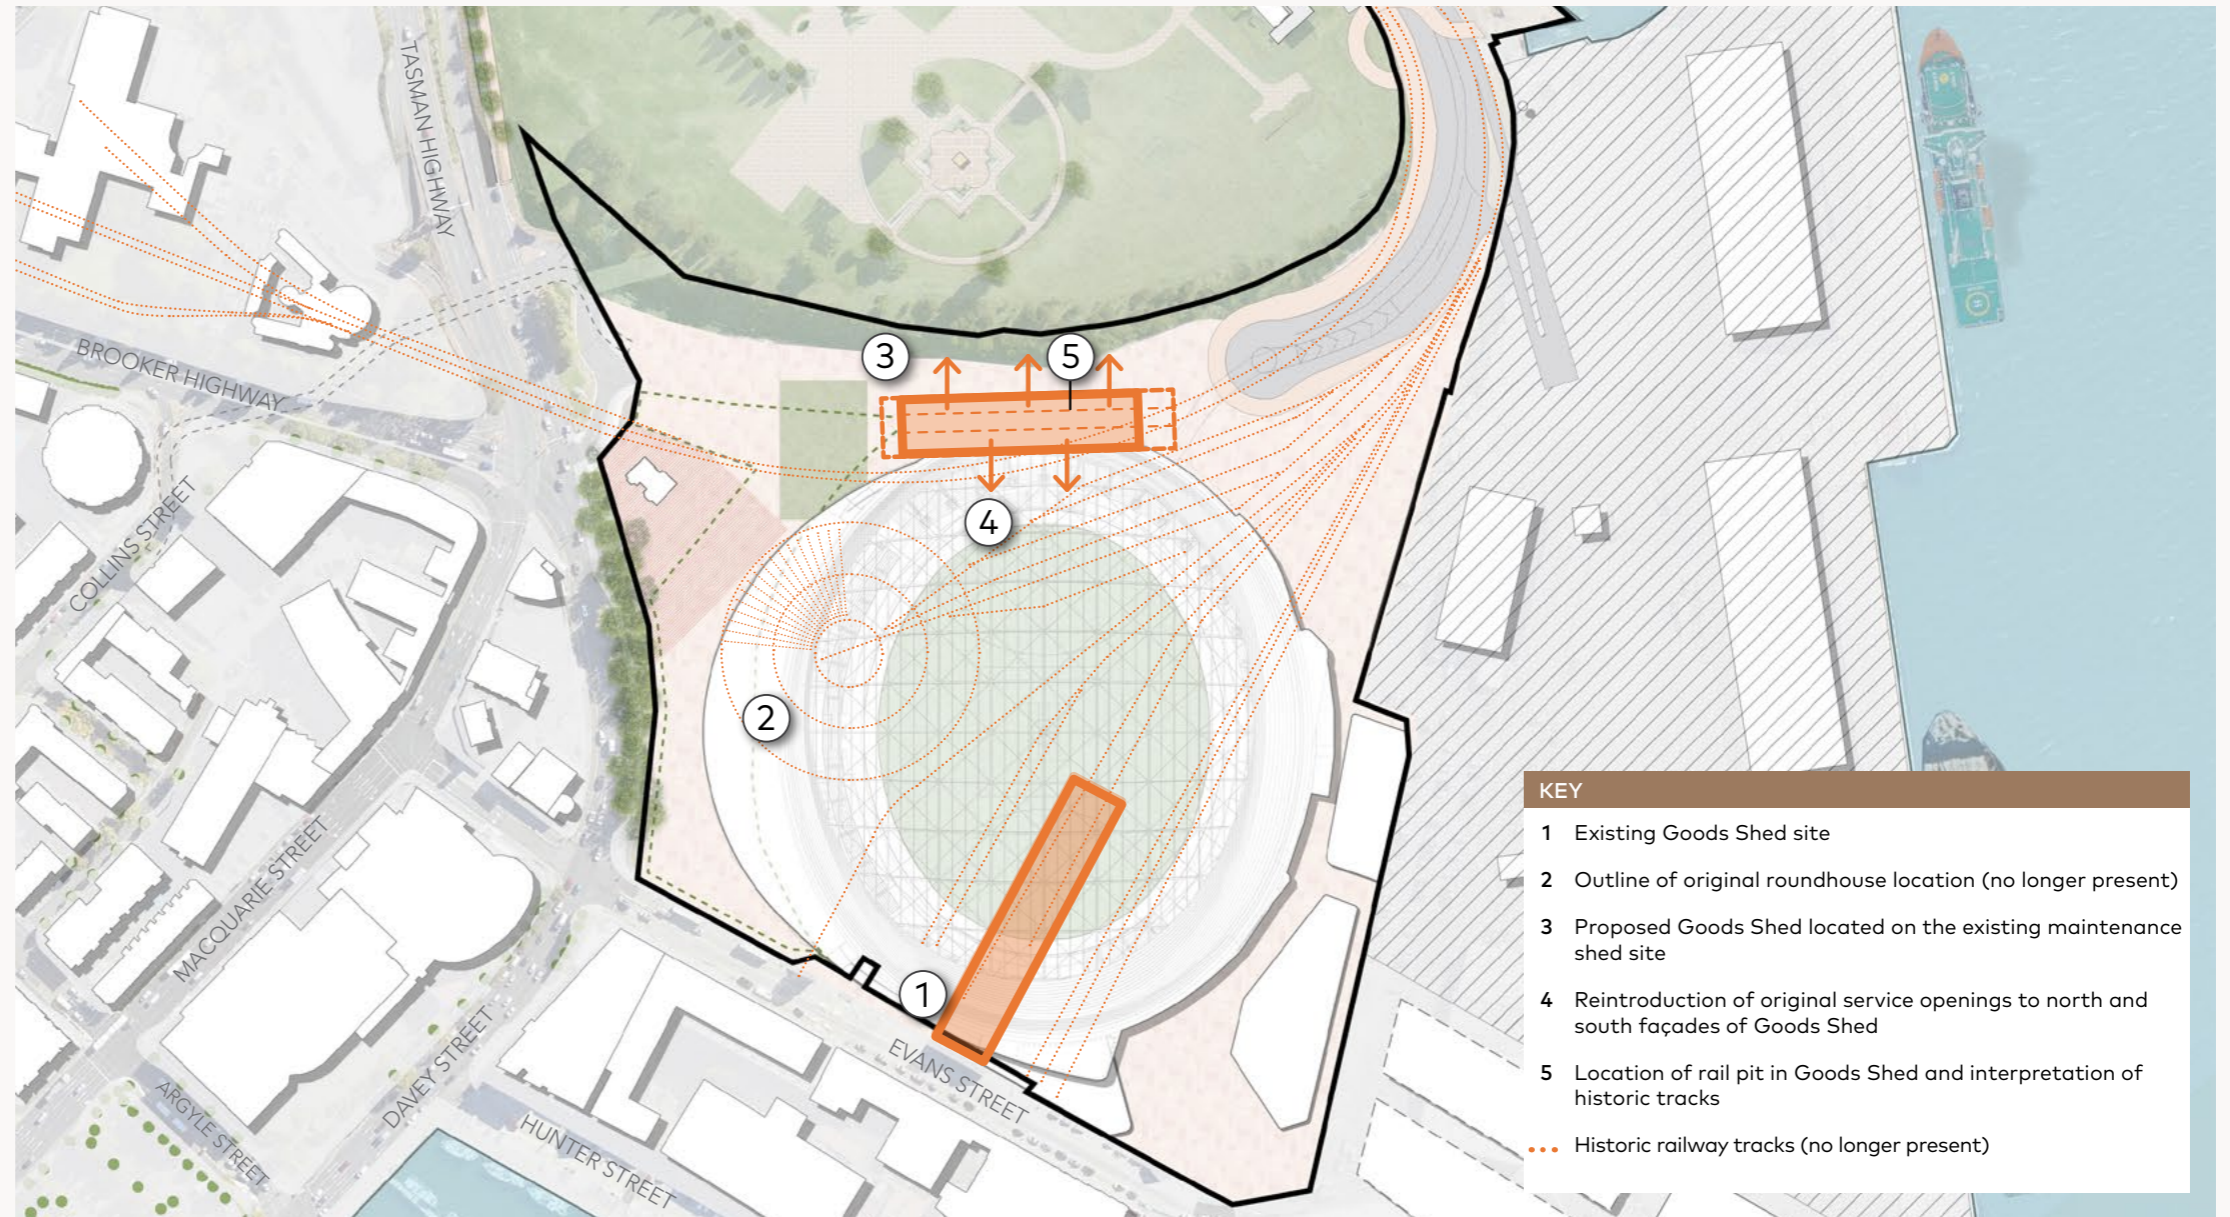 TASMAN HIGHWAY
BROOKER HIGHWAY
3
5
4
COLLINS STREET
2
1
MACQUARIE STREET
DAVEY STREET
ARGYLE STREET
EVANS STREET
HUNTER STREET
KEY
1 Existing Goods Shed site
2 Outline of original roundhouse location (no longer present)
3 Proposed Goods Shed located on the existing maintenance
shed site
4 Reintroduction of original service openings to north and
south façades of Goods Shed
5 Location of rail pit in Goods Shed and interpretation of
historic tracks
Historic railway tracks (no longer present)